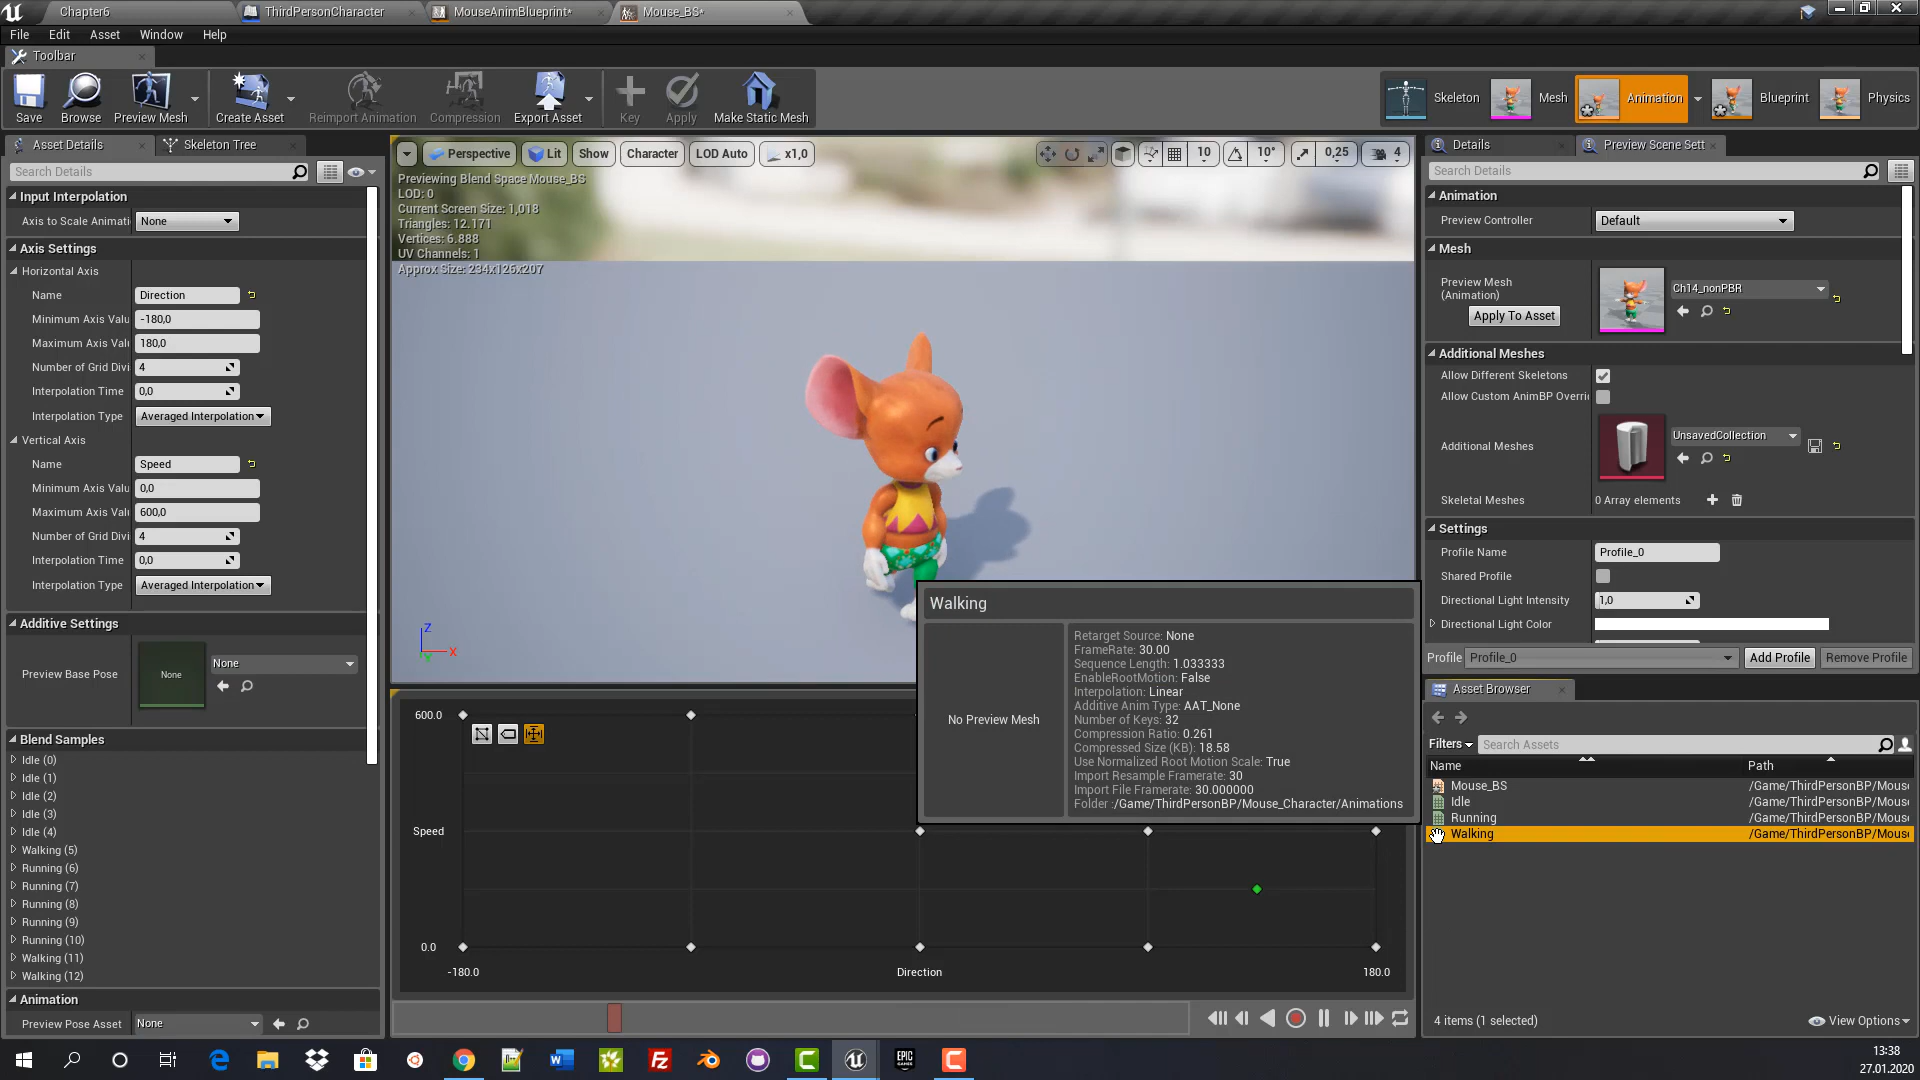 Chapter6
ThirdPersonCharacter
MouseAnimBlueprint*
Mouse_BS*
File Edit Asset Window Help
Toolbar
Save Browse Preview Mesh Create Asset Reimport Animation Compression Export Asset Key Apply Make Static Mesh
Skeleton Mesh Animation Blueprint Physics
Asset Details
Skeleton Tree
Search Details
Input Interpolation
Axis to Scale Animati None
Axis Settings
Horizontal Axis
Name Direction
Minimum Axis Valu -180,0
Maximum Axis Valu 180,0
Number of Grid Divi 4
Interpolation Time 0,0
Interpolation Type Averaged Interpolation
Vertical Axis
Name Speed
Minimum Axis Valu 0,0
Maximum Axis Valu 600,0
Number of Grid Divi 4
Interpolation Time 0,0
Interpolation Type Averaged Interpolation
Additive Settings
Preview Base Pose None None
Blend Samples
Idle (0)
Idle (1)
Idle (2)
Idle (3)
Idle (4)
Walking (5)
Running (6)
Running (7)
Running (8)
Running (9)
Running (10)
Walking (11)
Walking (12)
Animation
Preview Pose Asset None
Perspective Lit Show Character LOD Auto x1,0
10 10° 0,25 4
Previewing Blend Space Mouse_BS
LOD: 0
Current Screen Size: 1,018
Triangles: 12.171
Vertices: 6.888
UV Channels: 1
Approx Size: 234x126x207
Z
X
Y
Walking
No Preview Mesh
Retarget Source: None
FrameRate: 30.00
Sequence Length: 1.033333
EnableRootMotion: False
Interpolation: Linear
Additive Anim Type: AAT_None
Number of Keys: 32
Compression Ratio: 0.261
Compressed Size (KB): 18.58
Use Normalized Root Motion Scale: True
Import Resample Framerate: 30
Import File Framerate: 30.000000
Folder :/Game/ThirdPersonBP/Mouse_Character/Animations
600.0
Speed
0.0
-180.0 Direction 180.0
Details
Preview Scene Sett
Search Details
Animation
Preview Controller Default
Mesh
Preview Mesh
(Animation)
Ch14_nonPBR
Apply To Asset
Additional Meshes
Allow Different Skeletons
Allow Custom AnimBP Overri
Additional Meshes UnsavedCollection
Skeletal Meshes 0 Array elements
Settings
Profile Name Profile_0
Shared Profile
Directional Light Intensity 1,0
Directional Light Color
Profile Profile_0 Add Profile Remove Profile
Asset Browser
Filters Search Assets
Name Path
Mouse_BS /Game/ThirdPersonBP/Mouse
Idle /Game/ThirdPersonBP/Mouse
Running /Game/ThirdPersonBP/Mouse
Walking /Game/ThirdPersonBP/Mouse
4 items (1 selected) View Options
W
Fz
EPIC GAMES
C
C
13:38
27.01.2020